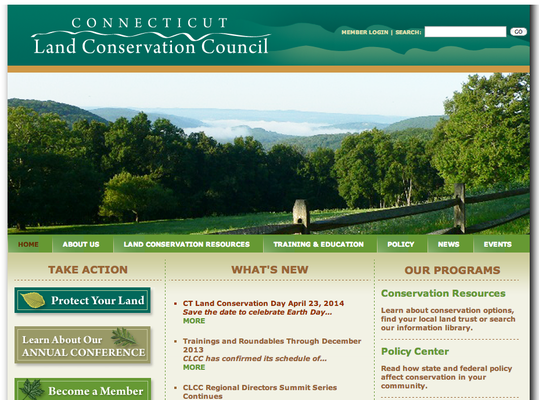 CONNECTICUT
Land Conservation Council
MEMBER LOGIN | SEARCH: GO
HOME ABOUT US LAND CONSERVATION RESOURCES TRAINING & EDUCATION POLICY NEWS EVENTS
TAKE ACTION
Protect Your Land
Learn About Our
ANNUAL CONFERENCE
Become a Member
WHAT'S NEW
CT Land Conservation Day April 23, 2014
Save the date to celebrate Earth Day...
MORE
Trainings and Roundtables Through December
2013
CLCC has confirmed its schedule of...
MORE
CLCC Regional Directors Summit Series
Continues
OUR PROGRAMS
Conservation Resources
Learn about conservation options,
find your local land trust or search
our information library.
Policy Center
Read how state and federal policy
affect conservation in your
community.